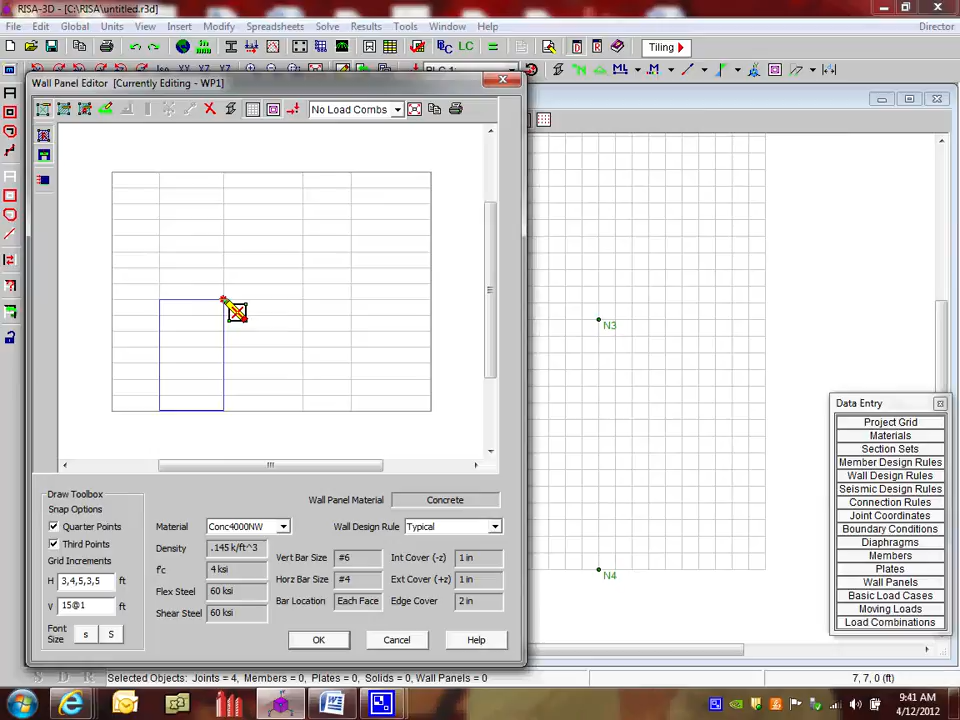 RISA-3D - [C:\RISA\untitled.r3d]
File Edit Global Units View Insert Modify Spreadsheets Solve Results Tools Window Help Director
LC Tiling
Wall Panel Editor [Currently Editing - WP1]
No Load Combs
ML
N3
Data Entry
Project Grid
Materials
Section Sets
Member Design Rules
Wall Design Rules
Seismic Design Rules
Connection Rules
Joint Coordinates
Boundary Conditions
Diaphragms
Members
Plates
Wall Panels
Basic Load Cases
Moving Loads
Load Combinations
N4
Draw Toolbox
Snap Options
Quarter Points
Third Points
Grid Increments
H 3,4,5,3,5 ft
V 15@1 ft
Font Size s S
Wall Panel Material Concrete
Material Conc4000NW
Wall Design Rule Typical
Density .145 k/ft^3
f'c 4 ksi
Flex Steel 60 ksi
Shear Steel 60 ksi
Vert Bar Size #6
Horz Bar Size #4
Bar Location Each Face
Int Cover (-z) 1 in
Ext Cover (+z) 1 in
Edge Cover 2 in
OK Cancel Help
S D R Selected Objects: Joints = 4, Members = 0, Plates = 0, Solids = 0, Wall Panels = 0
7, 7, 0 (ft)
9:41 AM
4/12/2012